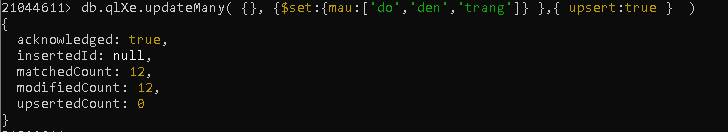 21044611> db.qlXe.updateMany( {}, {$set:{mau:['do','den','trang']} },{ upsert:true }  )
{
  acknowledged: true,
  insertedId: null,
  matchedCount: 12,
  modifiedCount: 12,
  upsertedCount: 0
}